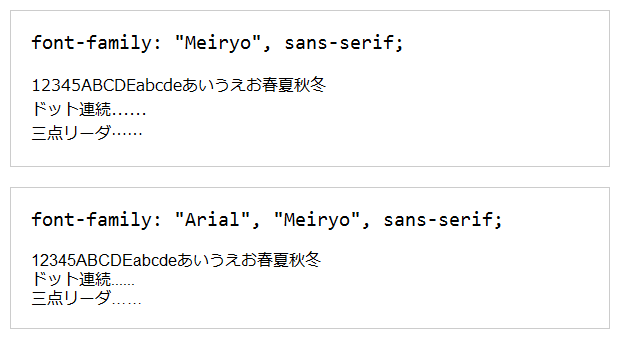 font-family: "Meiryo", sans-serif;
12345ABCDEabcdeあいうえお春夏秋冬
ドット連続......
三点リーダ……
font-family: "Arial", "Meiryo", sans-serif;
12345ABCDEabcdeあいうえお春夏秋冬
ドット連続......
三点リーダ……